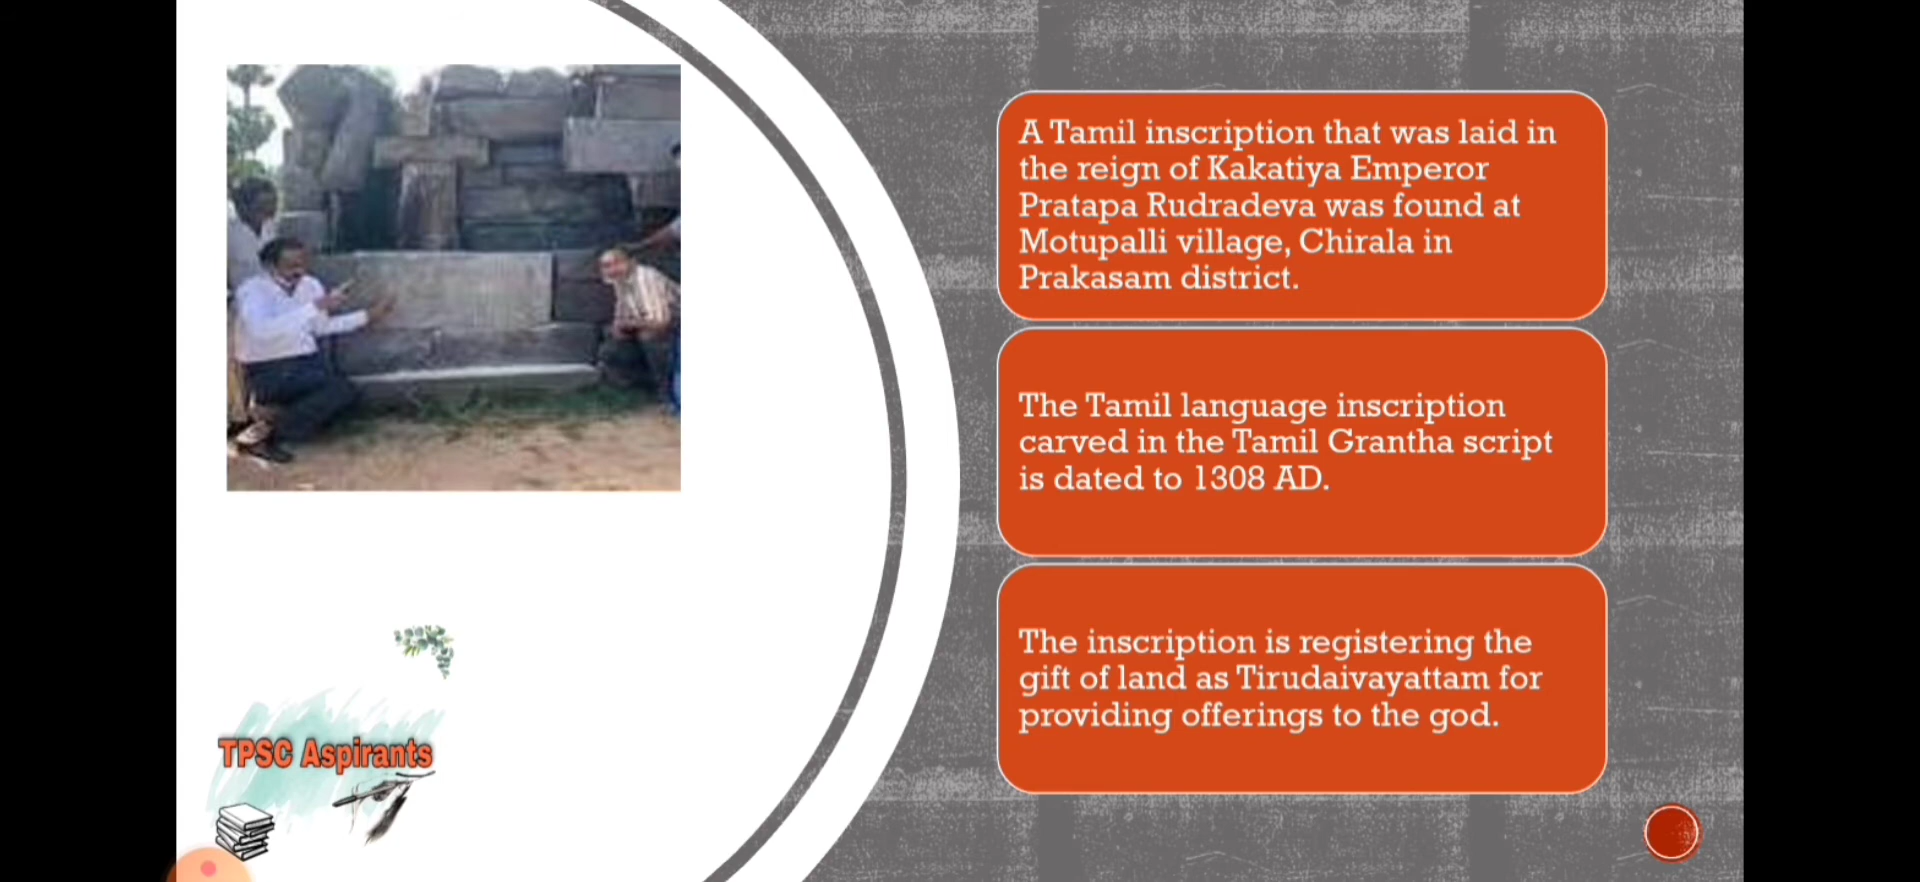 A Tamil inscription that was laid in
the reign of Kakatiya Emperor
Pratapa Rudradeva was found at
Motupalli village, Chirala in
Prakasam district.
The Tamil language inscription
carved in the Tamil Grantha script
is dated to 1308 AD.
The inscription is registering the
gift of land as Tirudaivayattam for
providing offerings to the god.
TPSC Aspirants